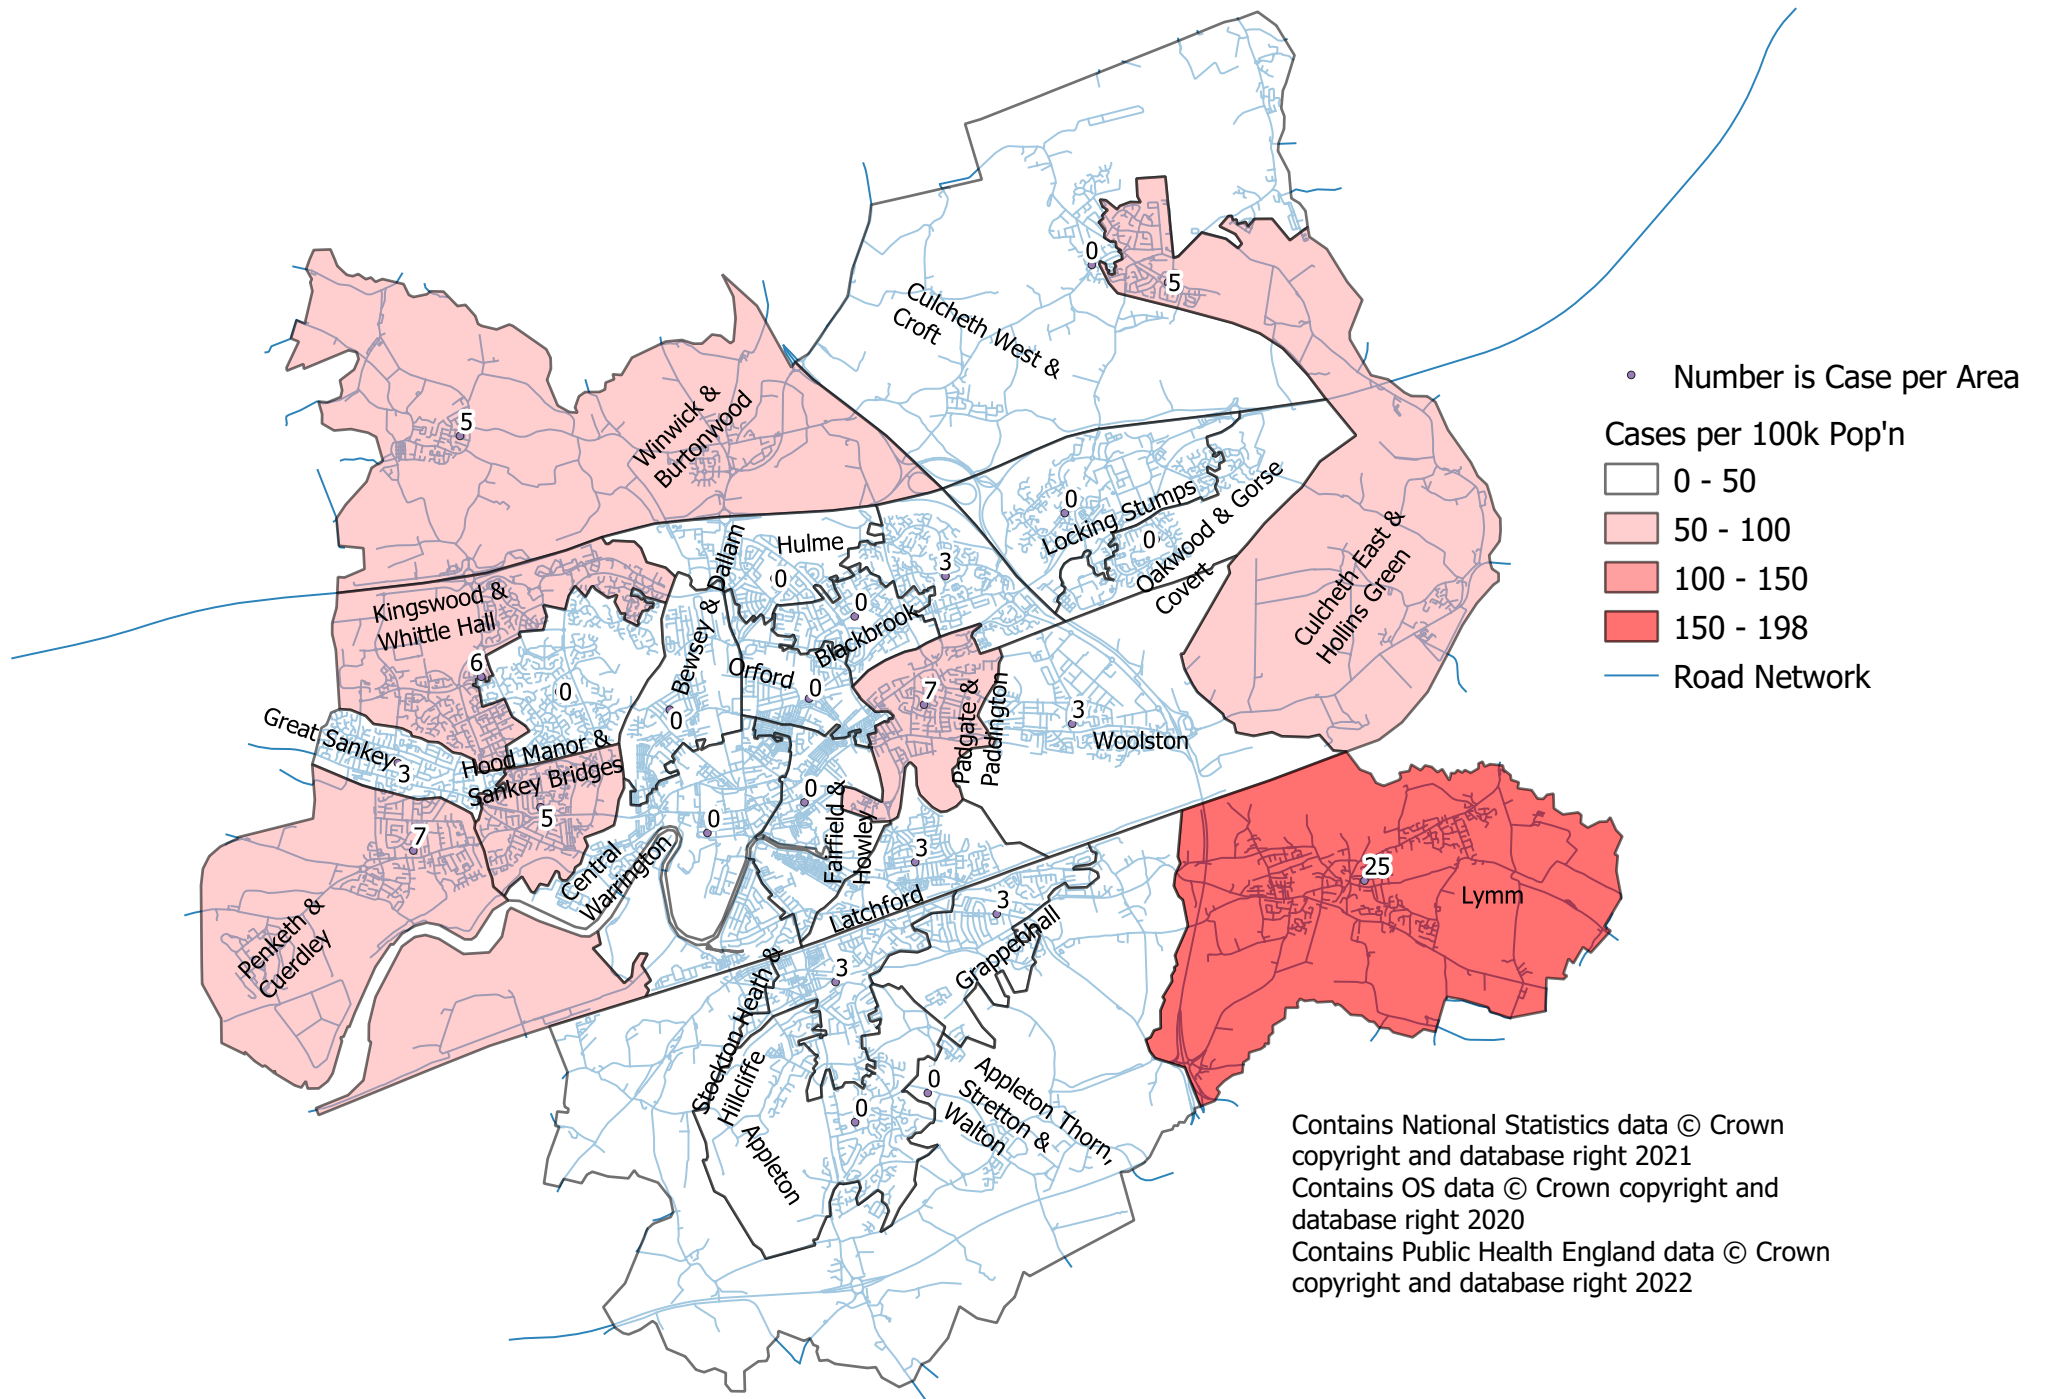 0
5
Culcheth West &
Croft
5
Winwick &
Burtonwood
Number is Case per Area
Cases per 100k Pop'n
0 - 50
50 - 100
100 - 150
150 - 198
Road Network
0
Locking Stumps
0
Oakwood & Gorse
Covert
Culcheth East &
Hollins Green
Hulme
0
3
0
Blackbrook
Bewsey & Dallam
0
Orford
0
Kingswood &
Whittle Hall
6
0
7
Padgate &
Paddington
3
Woolston
Great Sankey
3
Hood Manor &
Sankey Bridges
5
7
Penketh &
Cuerdley
0
Central
Warrington
0
Fairfield &
Howley
3
Latchford
3
Grappenhall
25
Lymm
3
Stockton Heath &
Hillcliffe
0
Appleton
0
Appleton Thorn,
Stretton &
Walton
Contains National Statistics data © Crown
copyright and database right 2021
Contains OS data © Crown copyright and
database right 2020
Contains Public Health England data © Crown
copyright and database right 2022